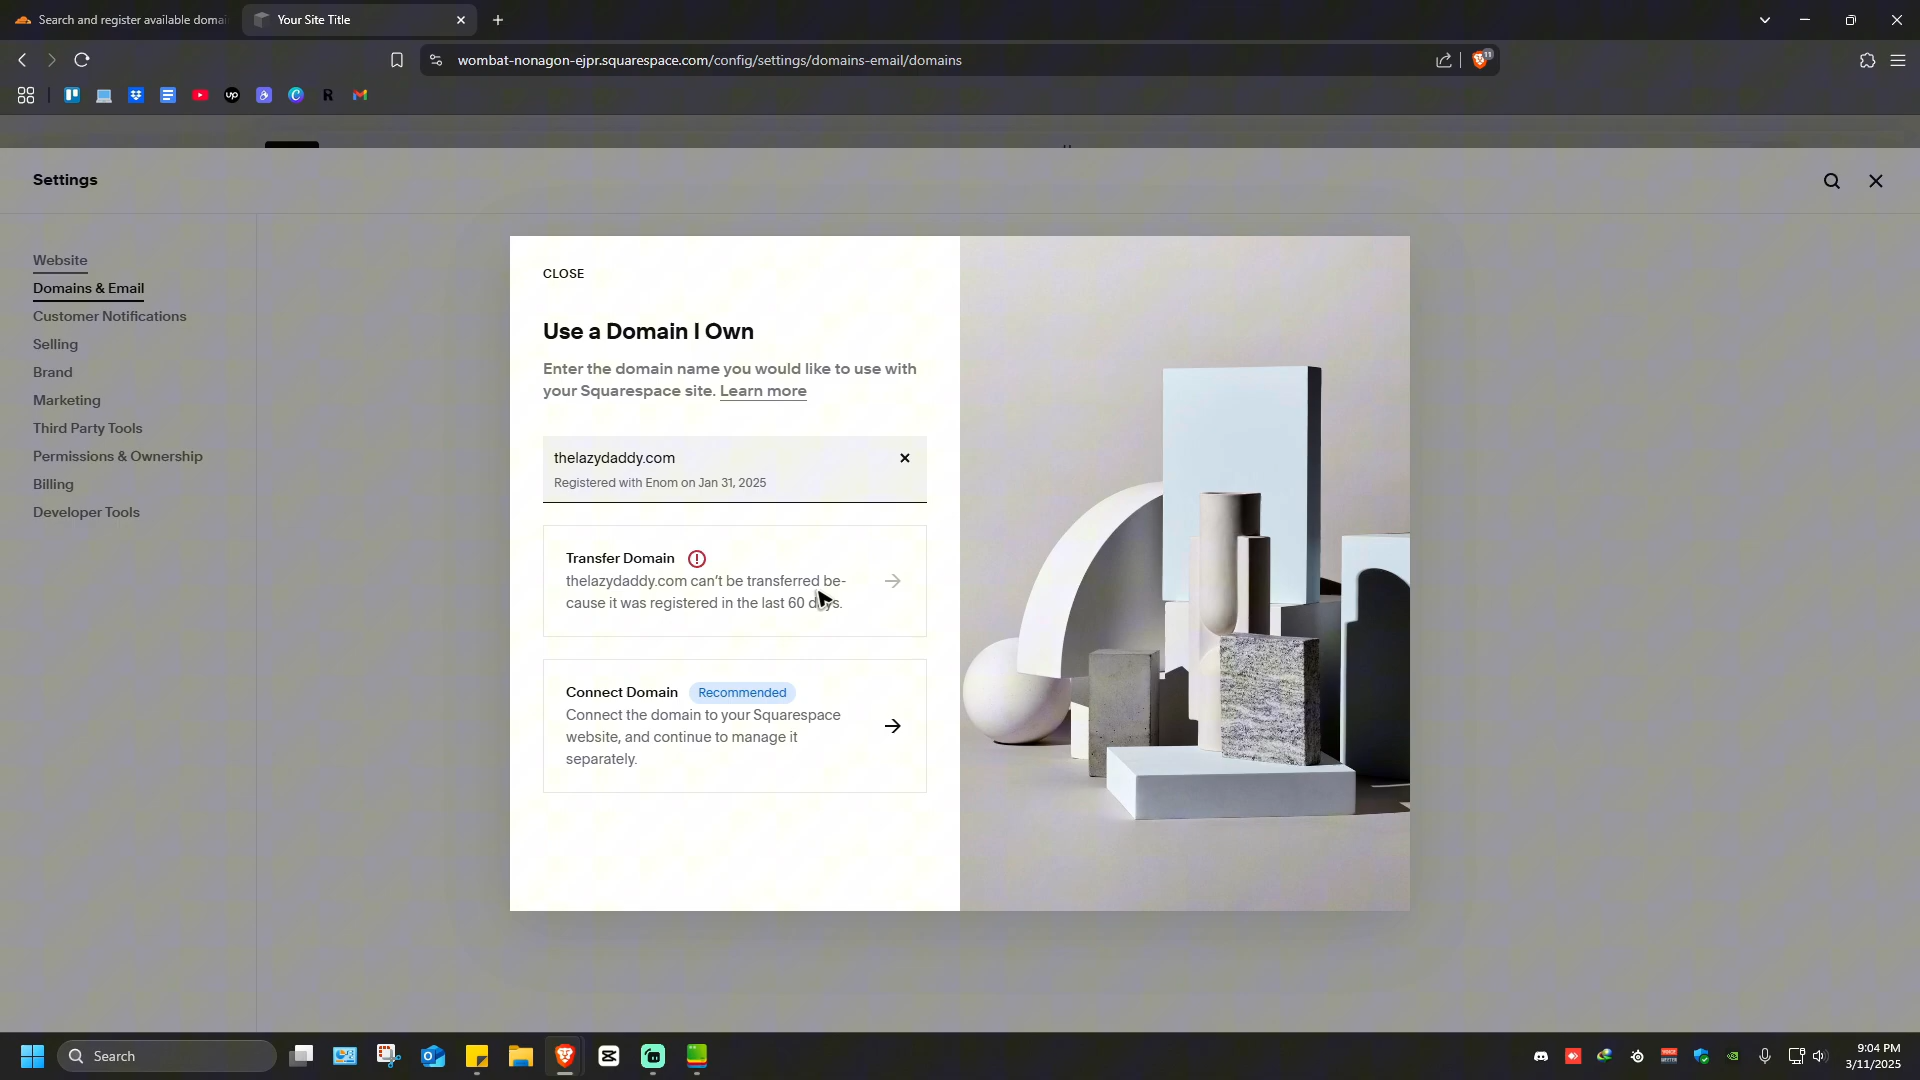 Search and register available domai
Your Site Title
wombat-nonagon-ejpr.squarespace.com/config/settings/domains-email/domains
11
up
R
Settings
Website
Domains & Email
Customer Notifications
Selling
Brand
Marketing
Third Party Tools
Permissions & Ownership
Billing
Developer Tools
CLOSE
Use a Domain I Own
Enter the domain name you would like to use with
your Squarespace site. Learn more
thelazydaddy.com
Registered with Enom on Jan 31, 2025
Transfer Domain
thelazydaddy.com can't be transferred be-
cause it was registered in the last 60 days.
Connect Domain Recommended
Connect the domain to your Squarespace
website, and continue to manage it
separately.
Search
9:04 PM
3/11/2025